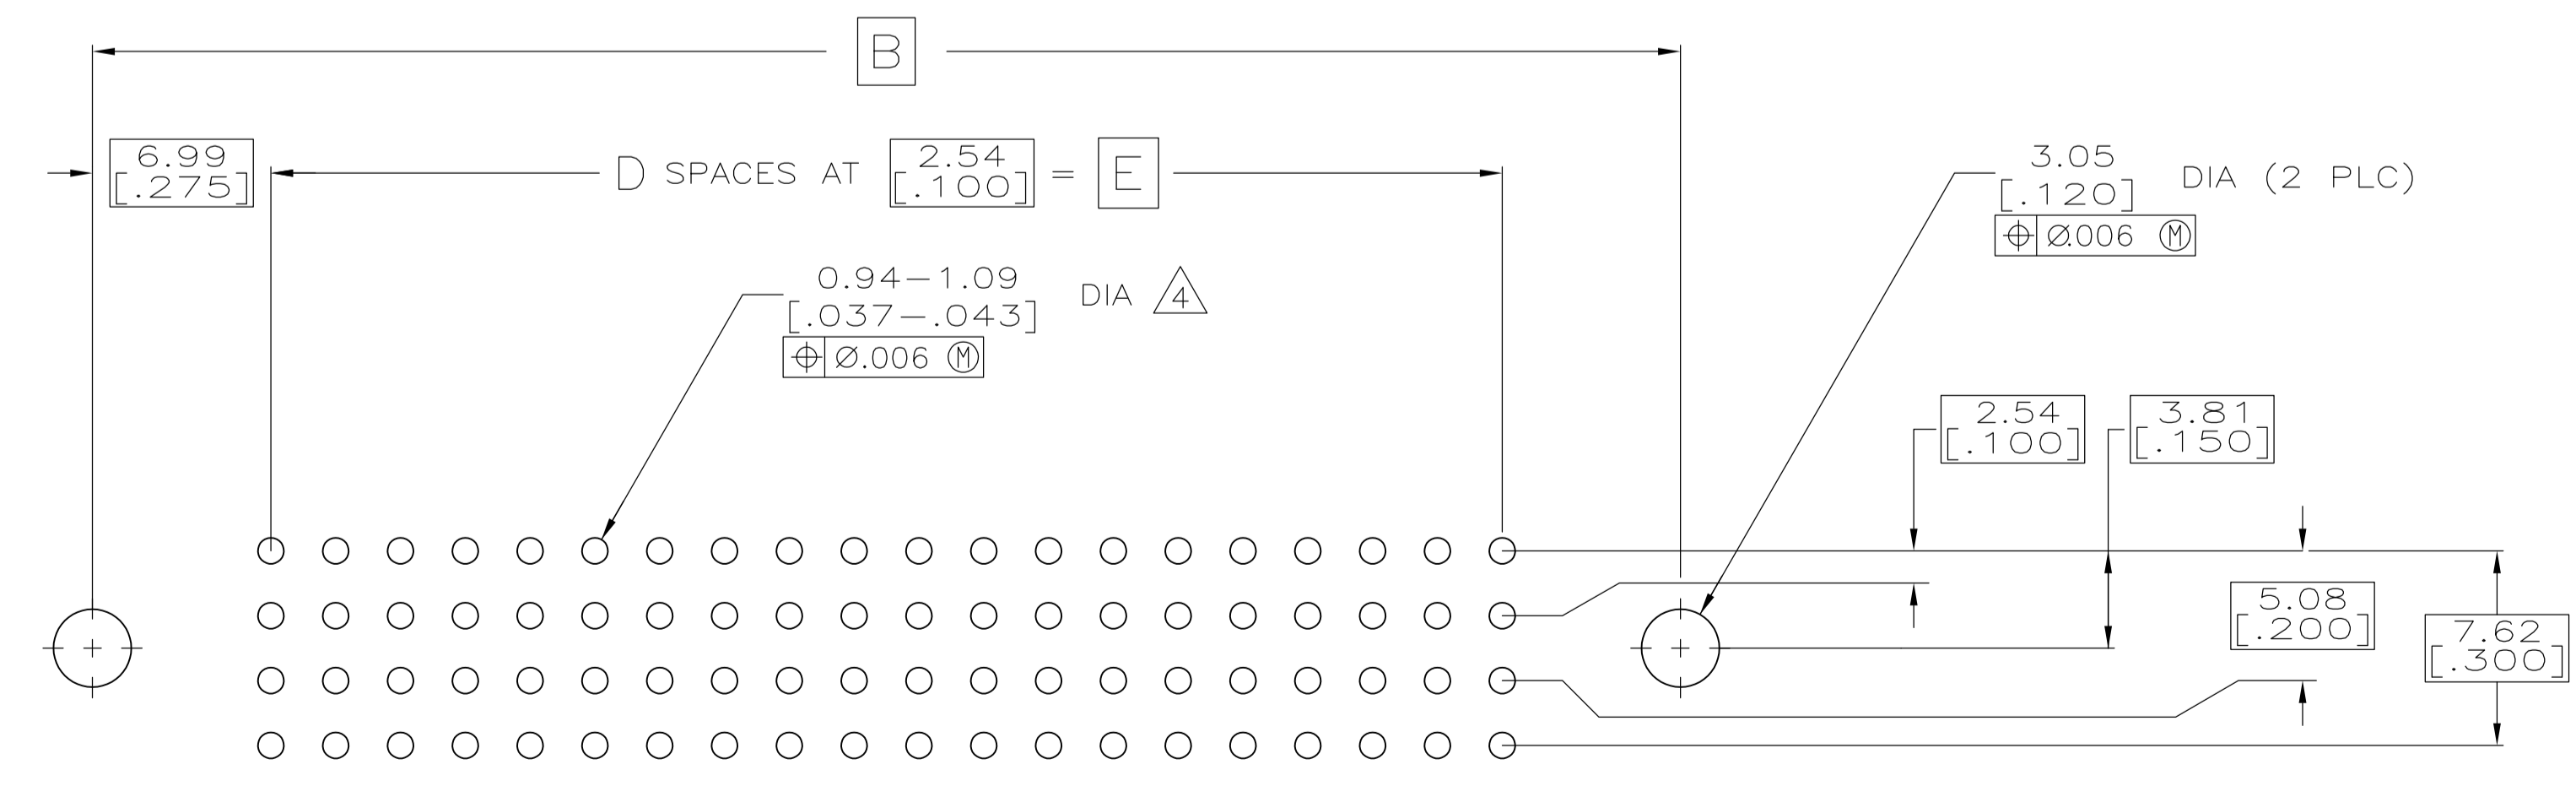 B
6.99
[.275]
D SPACES AT
2.54
[.100]
= E
3.05
[.120]
DIA (2 PLC)
⌖ ⌀.006 Ⓜ
0.94-1.09
[.037-.043]
DIA 4
⌖ ⌀.006 Ⓜ
2.54
[.100]
3.81
[.150]
5.08
[.200]
7.62
[.300]